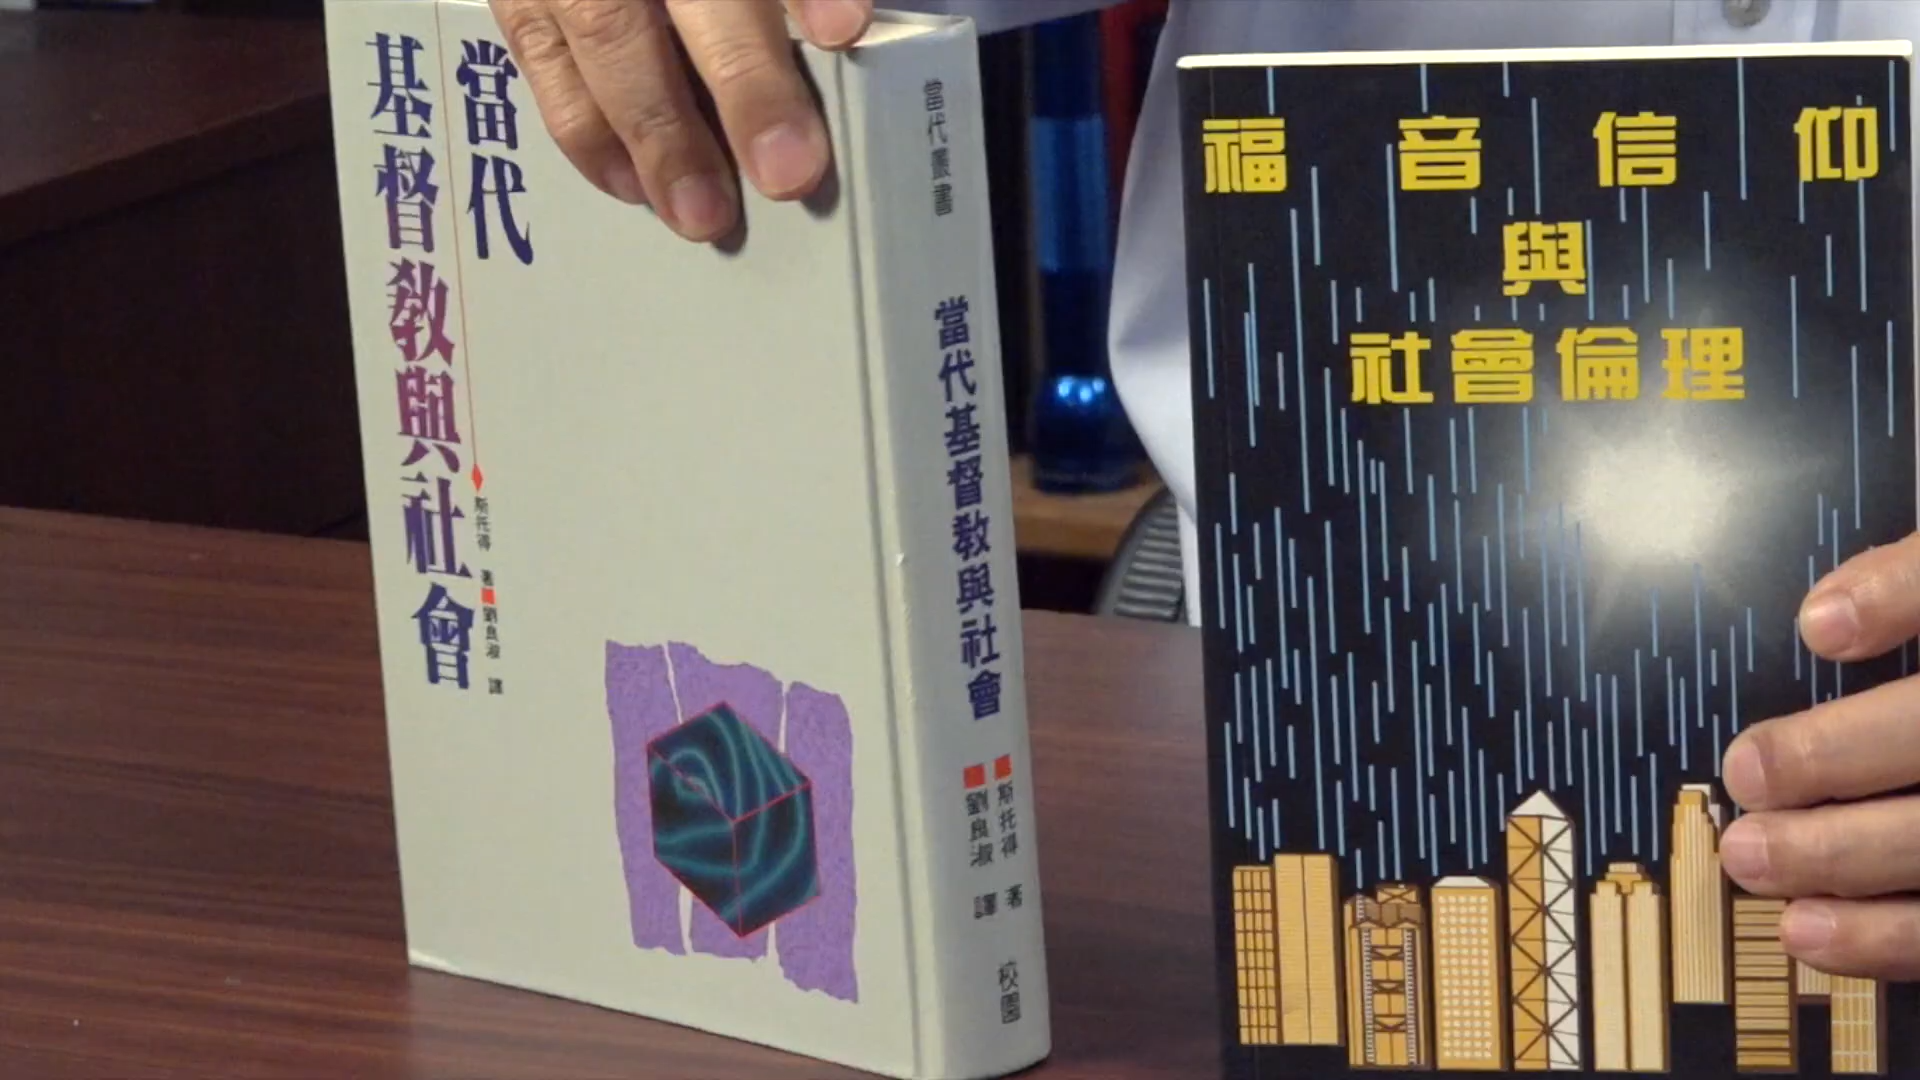 當代
基督教與社會
斯托得 著
劉良淑 譯
當代叢書
當代基督教與社會
斯托得 著
劉良淑 譯
校園
福音信仰
與
社會倫理